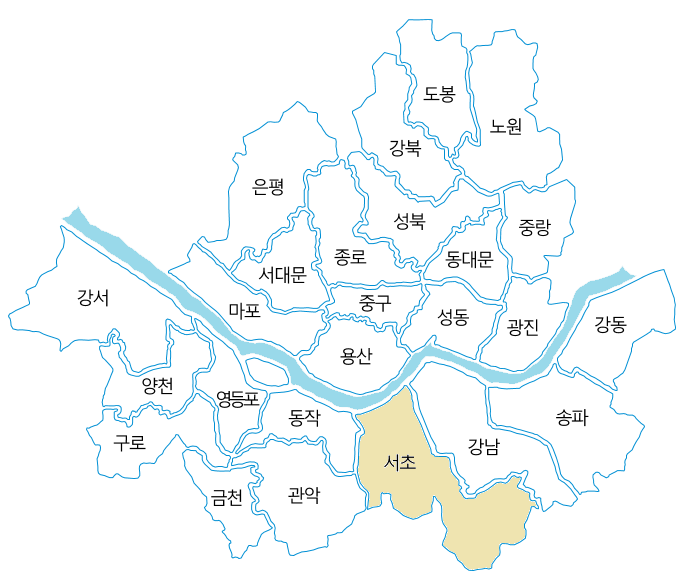 도봉
노원
강북
은평
성북
중랑
종로
동대문
서대문
강서
중구
마포
성동
광진
강동
용산
양천
영등포
동작
송파
구로
강남
서초
금천
관악